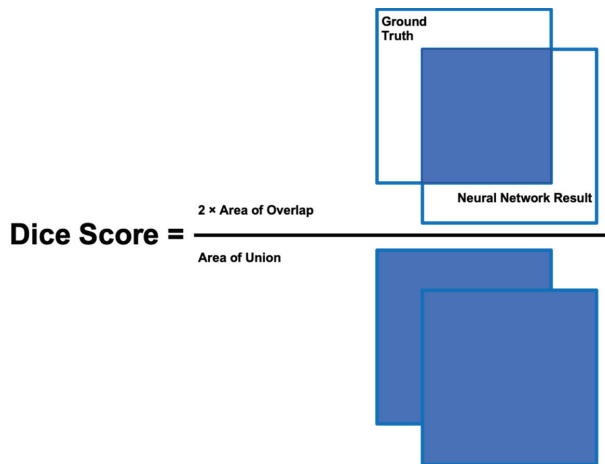 Ground
Truth
Neural Network Result
Dice Score =
2 × Area of Overlap
Area of Union